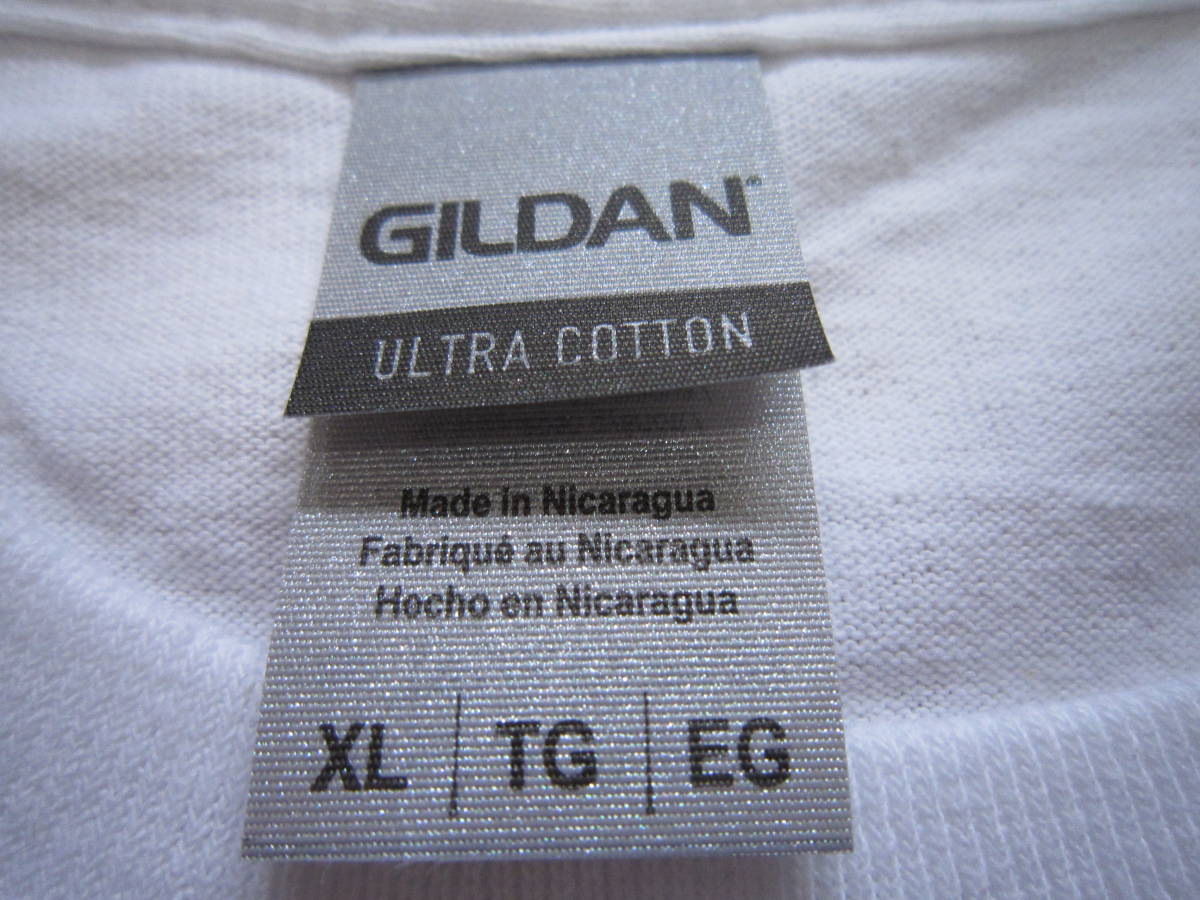 GILDAN®
ULTRA COTTON
Made in Nicaragua
Fabriqué au Nicaragua
Hecho en Nicaragua
XL | TG | EG